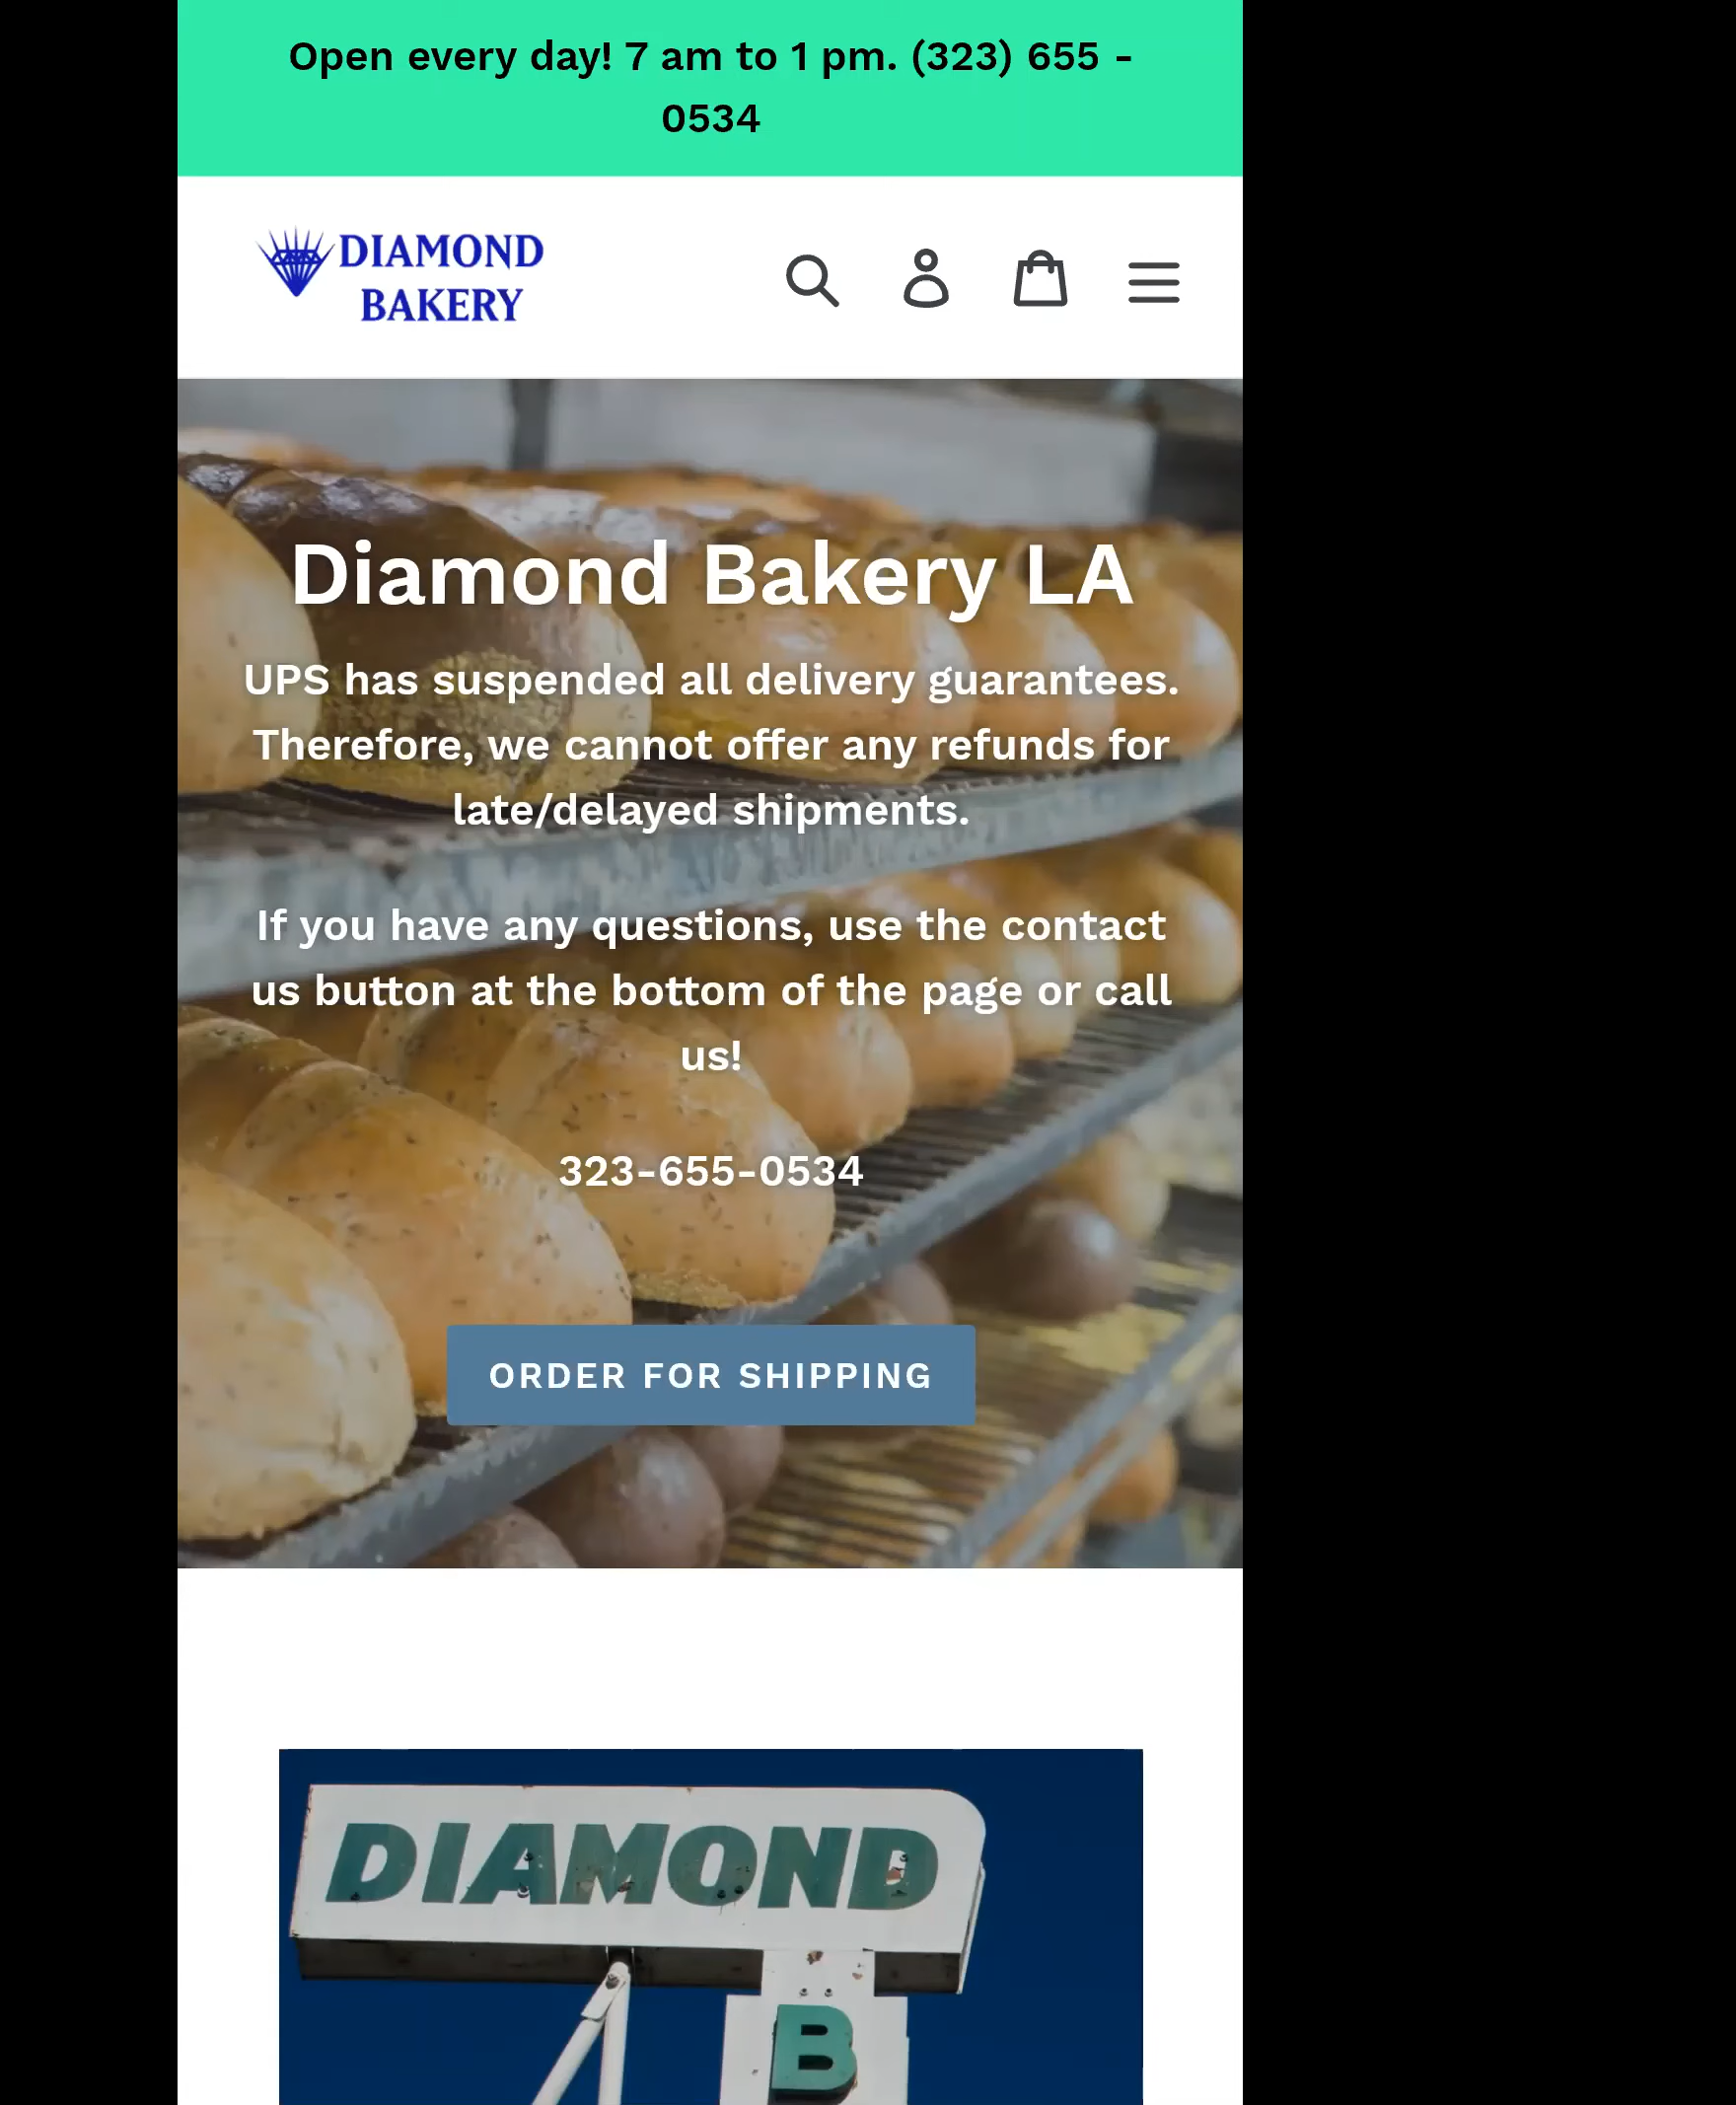 Open every day! 7 am to 1 pm. (323) 655 -
0534
DIAMOND
BAKERY
Diamond Bakery LA
UPS has suspended all delivery guarantees.
Therefore, we cannot offer any refunds for
late/delayed shipments.
If you have any questions, use the contact
us button at the bottom of the page or call
us!
323-655-0534
ORDER FOR SHIPPING
DIAMOND
B